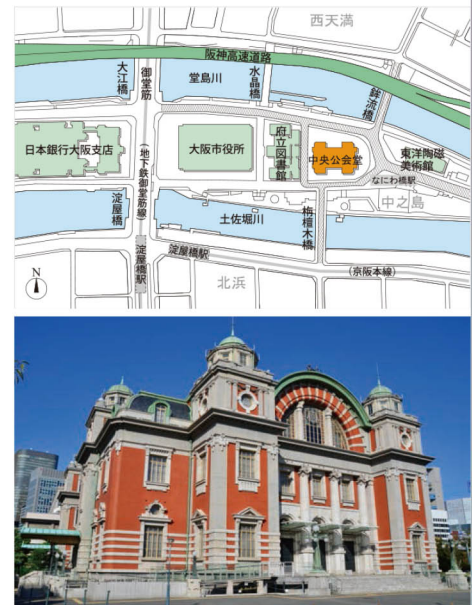 西天満
阪神高速道路
大江橋
御堂筋
堂島川
水晶橋
鉾流橋
日本銀行大阪支店
(地下鉄御堂筋線)
大阪市役所
府立図書館
中央公会堂
東洋陶磁
美術館
なにわ橋駅
中之島
淀屋橋
土佐堀川
栴檀木橋
淀屋橋駅
淀屋橋駅
(京阪本線)
北浜
N